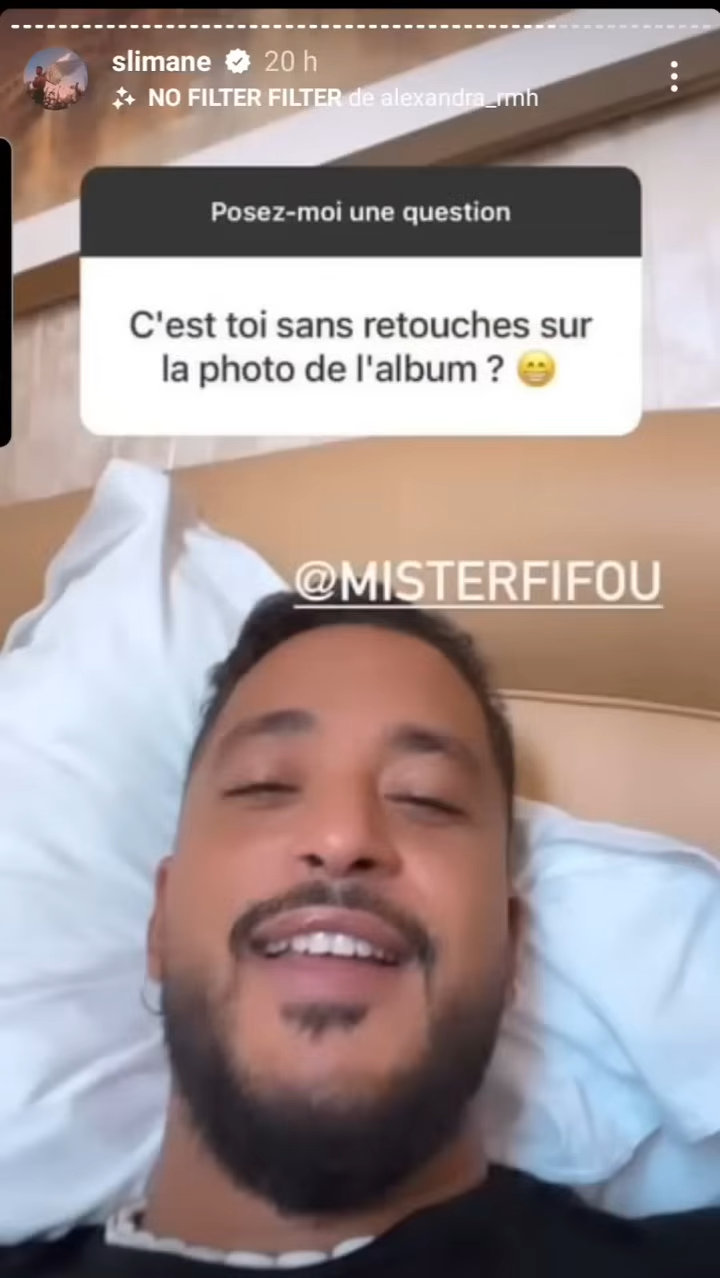 slimane 20 h
NO FILTER FILTER de alexandra_rmh
Posez-moi une question
C'est toi sans retouches sur
la photo de l'album ? 😁
@MISTERFIFOU